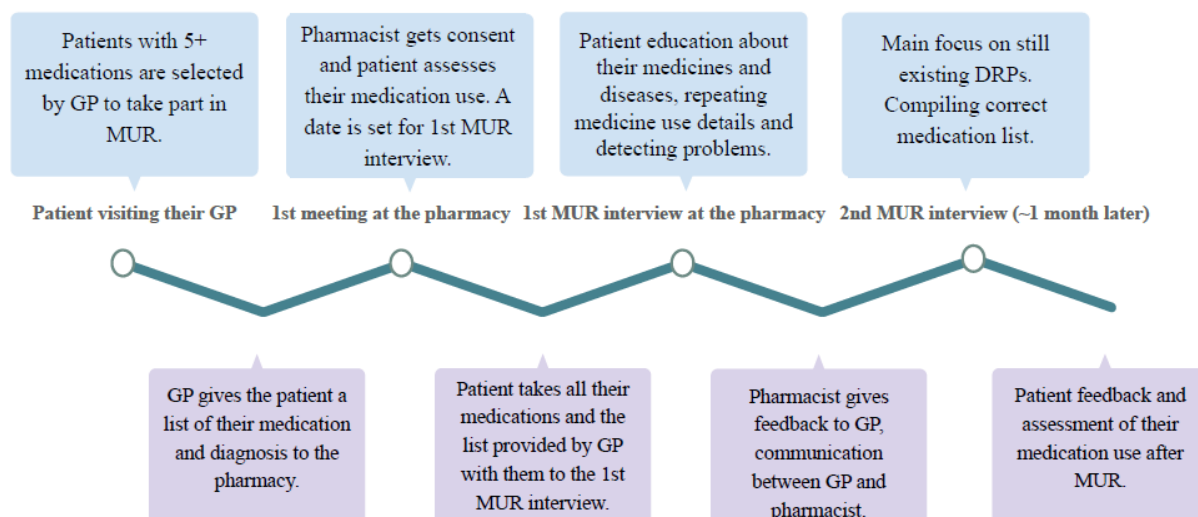 Patients with 5+
medications are selected
by GP to take part in
MUR.
Pharmacist gets consent
and patient assesses
their medication use. A
date is set for 1st MUR
interview.
Patient education about
their medicines and
diseases, repeating
medicine use details and
detecting problems.
Main focus on still
existing DRPs.
Compiling correct
medication list.
Patient visiting their GP
1st meeting at the pharmacy
1st MUR interview at the pharmacy
2nd MUR interview (~1 month later)
GP gives the patient a
list of their medication
and diagnosis to the
pharmacy.
Patient takes all their
medications and the
list provided by GP
with them to the 1st
MUR interview.
Pharmacist gives
feedback to GP,
communication
between GP and
pharmacist.
Patient feedback and
assessment of their
medication use after
MUR.